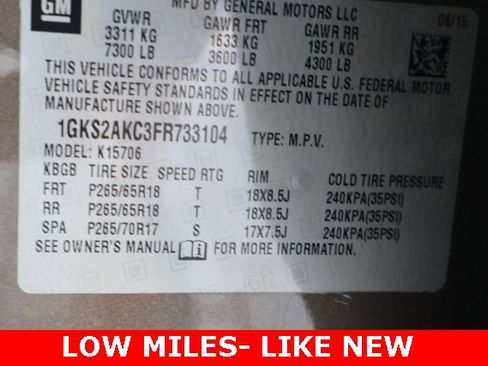 GM
MFD BY GENERAL MOTORS LLC
06/15
GVWR GAWR FRT GAWR RR
3311 KG 1633 KG 1951 KG
7300 LB 3600 LB 4300 LB
THIS VEHICLE CONFORMS TO ALL APPLICABLE U.S. FEDERAL MOTOR
VEHICLE SAFETY STANDARDS IN EFFECT ON THE DATE OF
MANUFACTURE SHOWN ABOVE.
1GKS2AKC3FR733104 TYPE: M.P.V.
MODEL: K15706
KBGB TIRE SIZE SPEED RTG RIM COLD TIRE PRESSURE
FRT P265/65R18 T 18X8.5J 240KPA(35PSI)
RR P265/65R18 T 18X8.5J 240KPA(35PSI)
SPA P265/70R17 S 17X7.5J 240KPA(35PSI)
SEE OWNER'S MANUAL FOR MORE INFORMATION.
LOW MILES- LIKE NEW